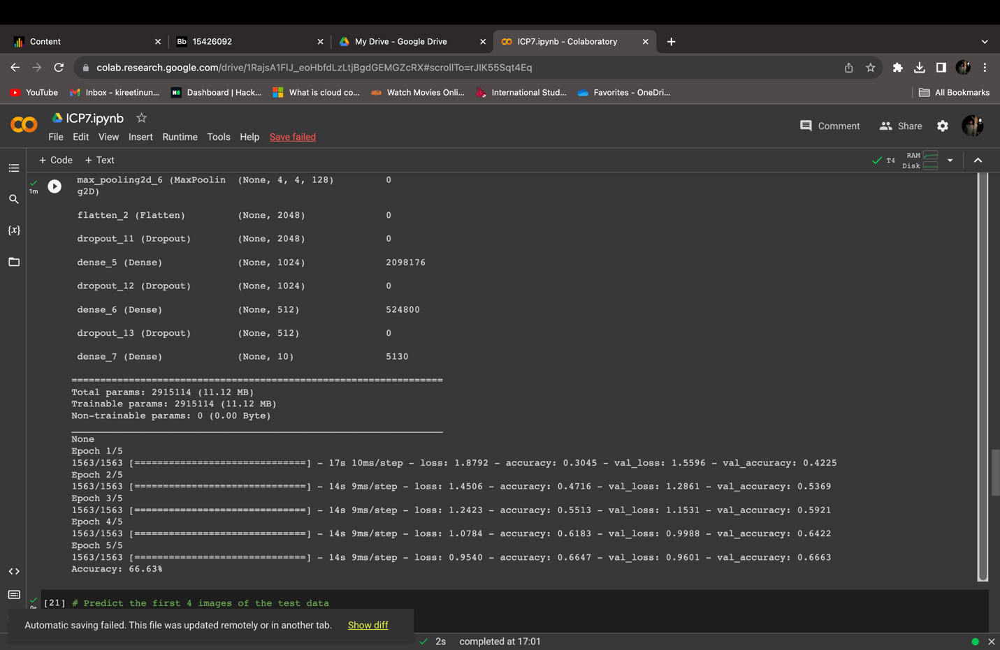 Content
Bb 15426092
My Drive - Google Drive
ICP7.ipynb - Colaboratory
colab.research.google.com/drive/1RajsA1FlJ_eoHbfdLzLtjBgdGEMGZcRX#scrollTo=rJIK55Sqt4Eq
YouTube
Inbox - kireetinun...
Dashboard | Hack...
What is cloud co...
Watch Movies Onli...
International Stud...
Favorites - OneDri...
All Bookmarks
ICP7.ipynb
Comment
Share
File Edit View Insert Runtime Tools Help Save failed
+ Code + Text
T4
RAM
Disk
1m
max_pooling2d_6 (MaxPoolin (None, 4, 4, 128) 0
g2D)
flatten_2 (Flatten) (None, 2048) 0
dropout_11 (Dropout) (None, 2048) 0
dense_5 (Dense) (None, 1024) 2098176
dropout_12 (Dropout) (None, 1024) 0
dense_6 (Dense) (None, 512) 524800
dropout_13 (Dropout) (None, 512) 0
dense_7 (Dense) (None, 10) 5130
=================================================================
Total params: 2915114 (11.12 MB)
Trainable params: 2915114 (11.12 MB)
Non-trainable params: 0 (0.00 Byte)
_________________________________________________________________
None
Epoch 1/5
1563/1563 [==============================] - 17s 10ms/step - loss: 1.8792 - accuracy: 0.3045 - val_loss: 1.5596 - val_accuracy: 0.4225
Epoch 2/5
1563/1563 [==============================] - 14s 9ms/step - loss: 1.4506 - accuracy: 0.4716 - val_loss: 1.2861 - val_accuracy: 0.5369
Epoch 3/5
1563/1563 [==============================] - 14s 9ms/step - loss: 1.2423 - accuracy: 0.5513 - val_loss: 1.1531 - val_accuracy: 0.5921
Epoch 4/5
1563/1563 [==============================] - 14s 9ms/step - loss: 1.0784 - accuracy: 0.6183 - val_loss: 0.9988 - val_accuracy: 0.6422
Epoch 5/5
1563/1563 [==============================] - 14s 9ms/step - loss: 0.9540 - accuracy: 0.6647 - val_loss: 0.9601 - val_accuracy: 0.6663
Accuracy: 66.63%
[21] # Predict the first 4 images of the test data
Automatic saving failed. This file was updated remotely or in another tab. Show diff
2s completed at 17:01